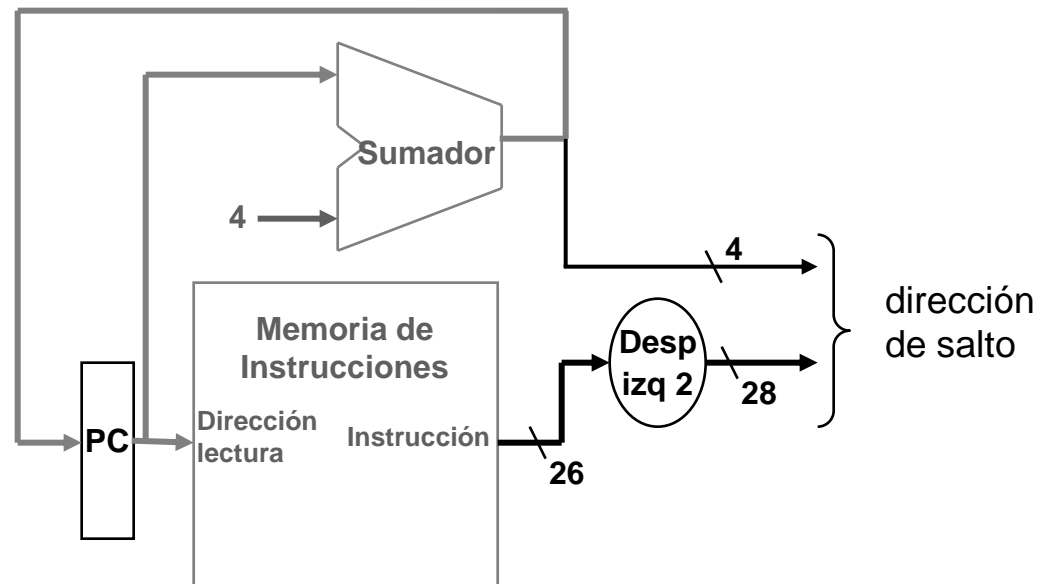 Sumador
4
4
dirección
de salto
Memoria de
Instrucciones
Desp
izq 2
28
PC
Dirección
lectura
Instrucción
26